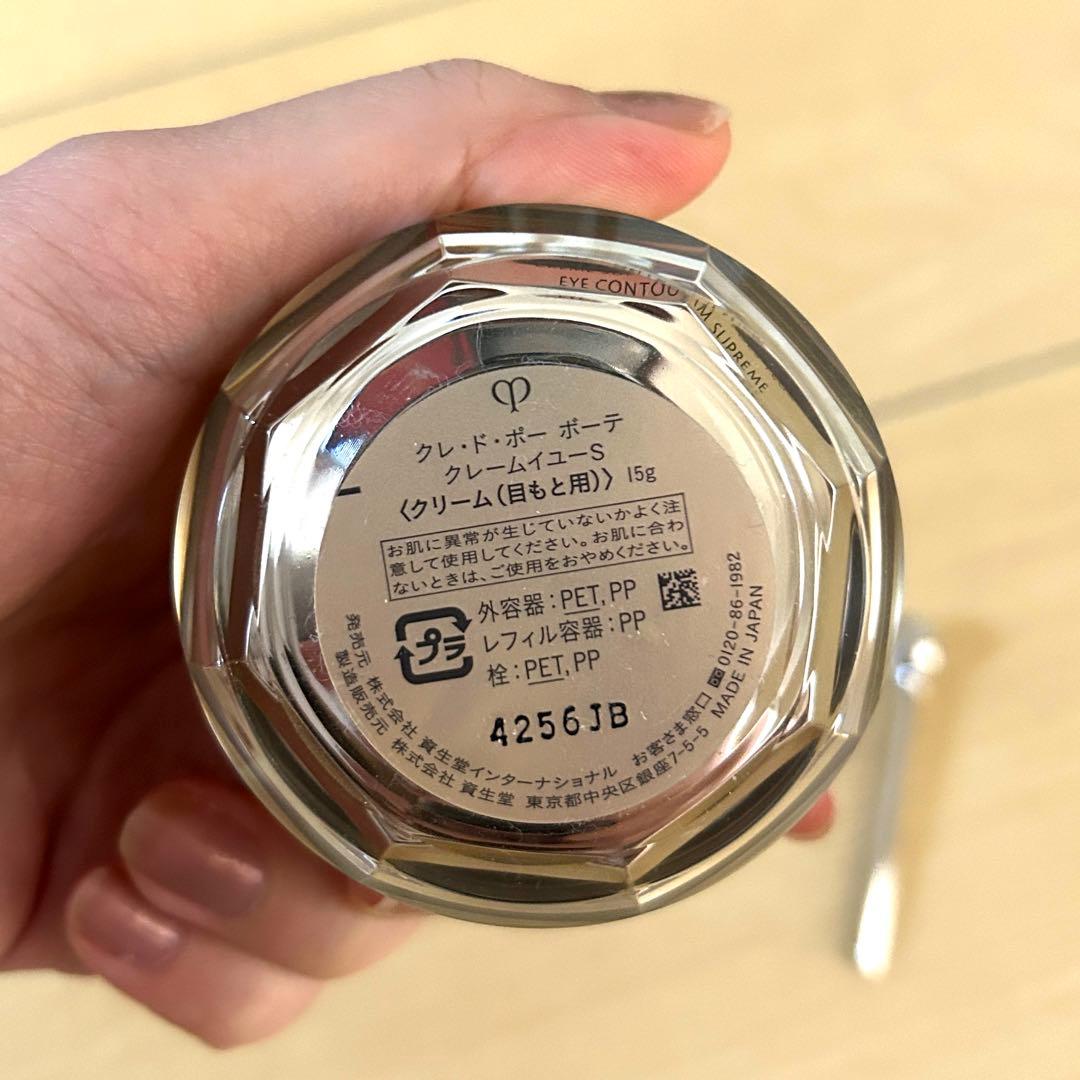 EYE CONTOU
M SUPREME
クレ・ド・ポー ボーテ
クレームイユーS
〈クリーム(目もと用)〉 15g
お肌に異常が生じていないかよく注
意して使用してください。お肌に合わ
ないときは、ご使用をおやめください。
プラ
外容器:PET, PP
レフィル容器:PP
栓:PET, PP
4256JB
発売元 株式会社 資生堂インターナショナル お客さま窓口 0120-86-1982
製造販売元 株式会社 資生堂 東京都中央区銀座7-5-5 MADE IN JAPAN